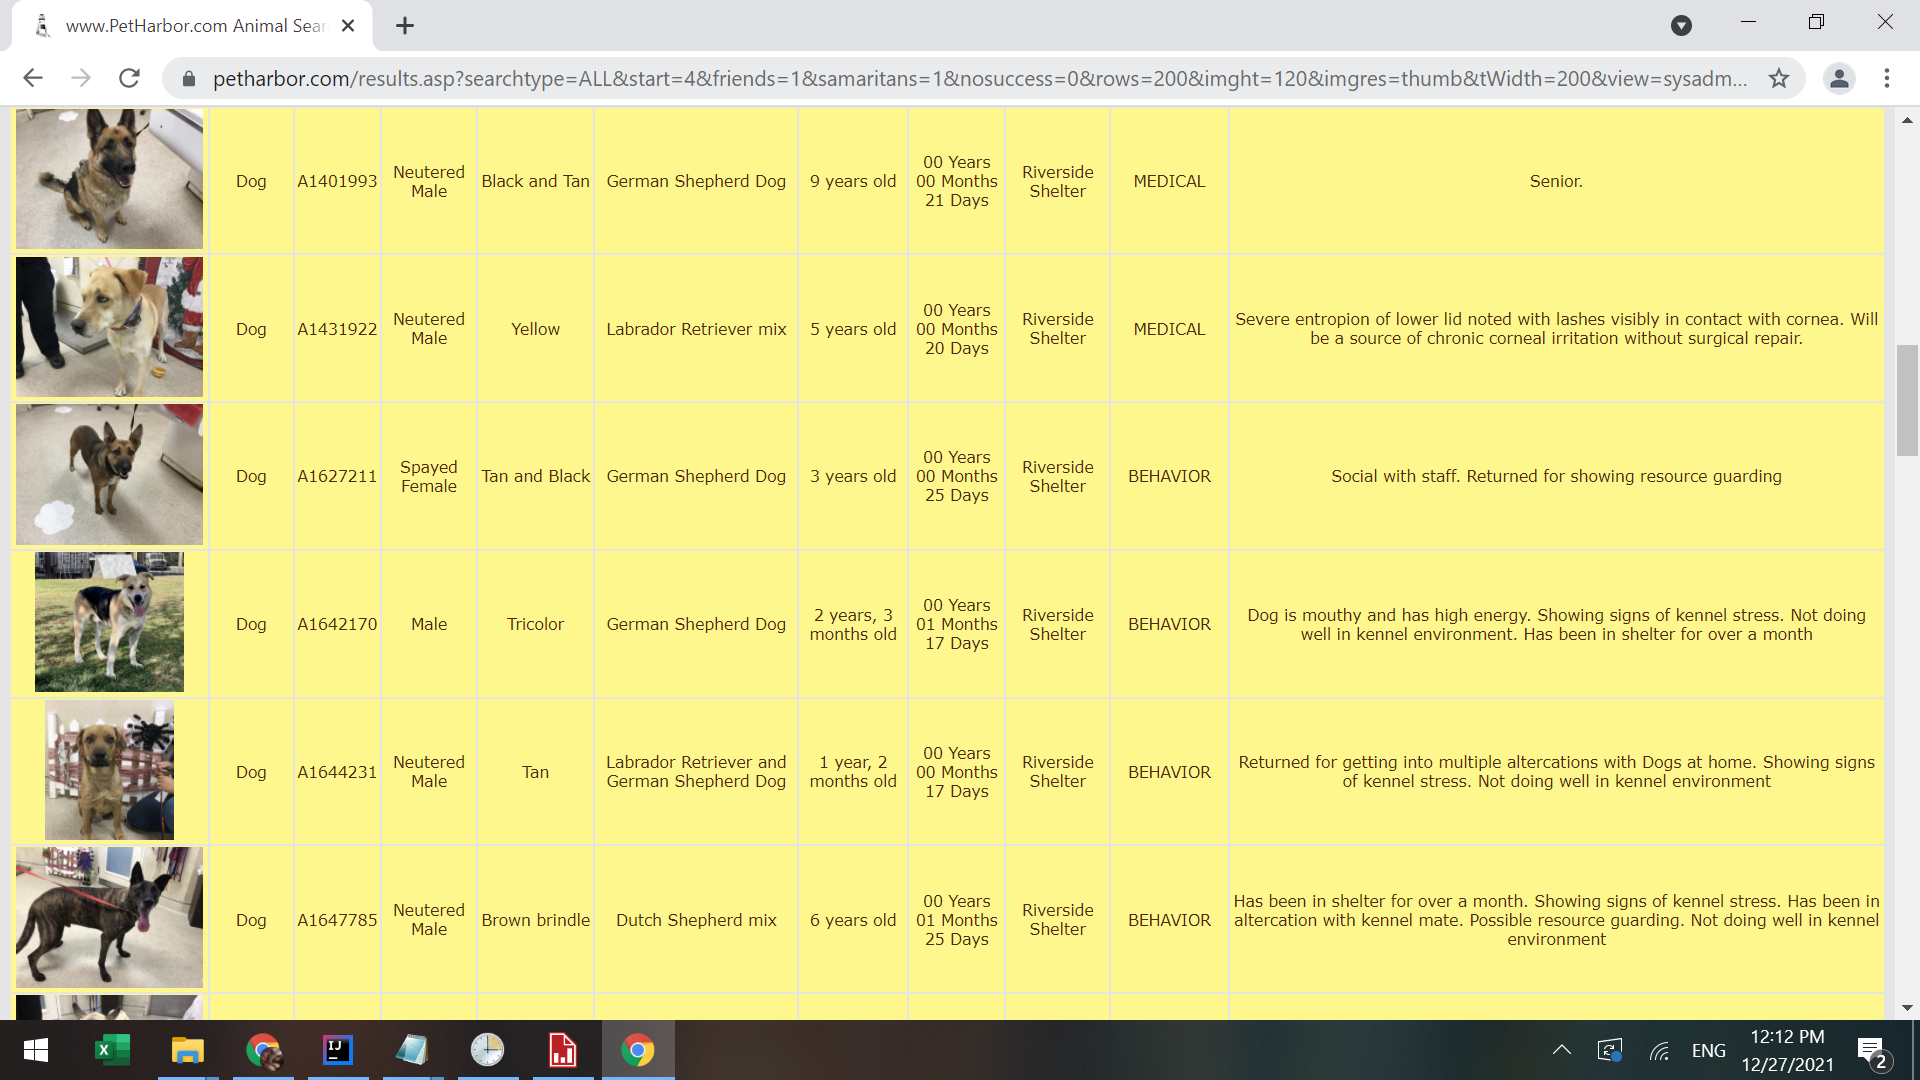 www.PetHarbor.com Animal Sear
petharbor.com/results.asp?searchtype=ALL&start=4&friends=1&samaritans=1&nosuccess=0&rows=200&imght=120&imgres=thumb&tWidth=200&view=sysadm...
Dog
A1401993
Neutered
Male
Black and Tan
German Shepherd Dog
9 years old
00 Years
00 Months
21 Days
Riverside
Shelter
MEDICAL
Senior.
Dog
A1431922
Neutered
Male
Yellow
Labrador Retriever mix
5 years old
00 Years
00 Months
20 Days
Riverside
Shelter
MEDICAL
Severe entropion of lower lid noted with lashes visibly in contact with cornea. Will
be a source of chronic corneal irritation without surgical repair.
Dog
A1627211
Spayed
Female
Tan and Black
German Shepherd Dog
3 years old
00 Years
00 Months
25 Days
Riverside
Shelter
BEHAVIOR
Social with staff. Returned for showing resource guarding
Dog
A1642170
Male
Tricolor
German Shepherd Dog
2 years, 3
months old
00 Years
01 Months
17 Days
Riverside
Shelter
BEHAVIOR
Dog is mouthy and has high energy. Showing signs of kennel stress. Not doing
well in kennel environment. Has been in shelter for over a month
Dog
A1644231
Neutered
Male
Tan
Labrador Retriever and
German Shepherd Dog
1 year, 2
months old
00 Years
00 Months
17 Days
Riverside
Shelter
BEHAVIOR
Returned for getting into multiple altercations with Dogs at home. Showing signs
of kennel stress. Not doing well in kennel environment
Dog
A1647785
Neutered
Male
Brown brindle
Dutch Shepherd mix
6 years old
00 Years
01 Months
25 Days
Riverside
Shelter
BEHAVIOR
Has been in shelter for over a month. Showing signs of kennel stress. Has been in
altercation with kennel mate. Possible resource guarding. Not doing well in kennel
environment
X
IJ
ENG
12:12 PM
12/27/2021
2